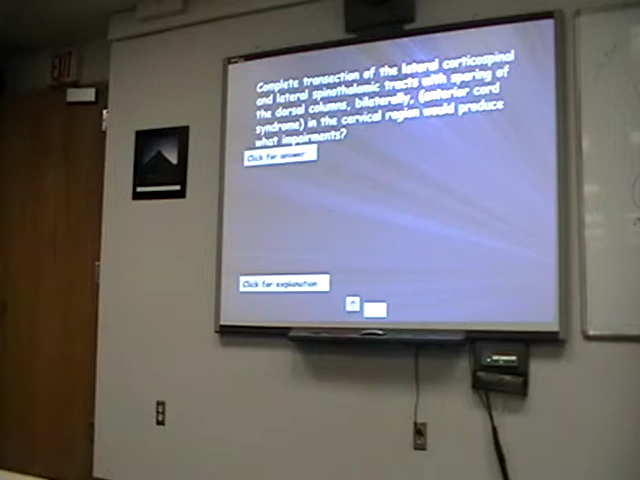 EXIT
Complete transection of the lateral corticospinal
and lateral spinothalamic tracts with sparing of
the dorsal columns, bilaterally, (anterior cord
syndrome) in the cervical region would produce
what impairments?
Click for answer
Click for explanation